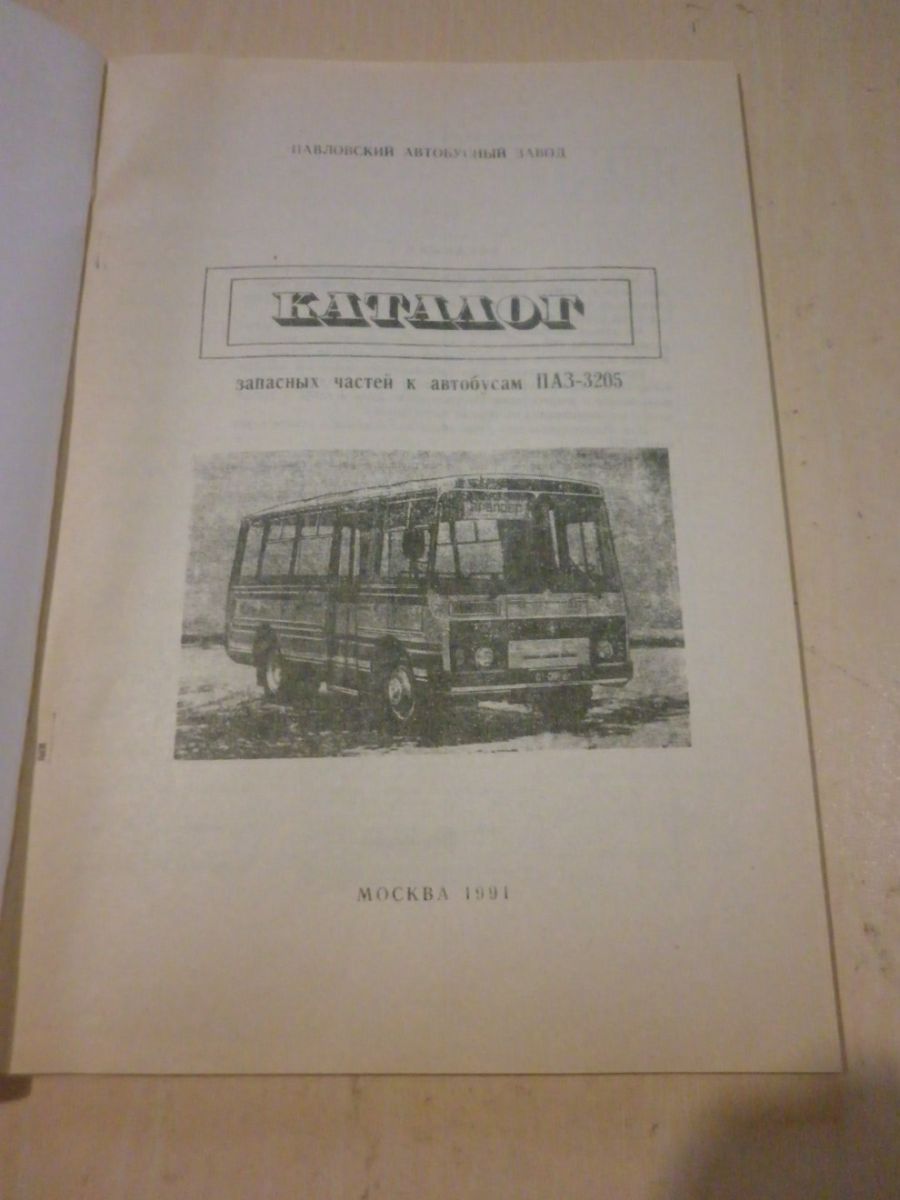 ПАВЛОВСКИЙ АВТОБУСНЫЙ ЗАВОД
КАТАЛОГ
запасных частей к автобусам ПАЗ-3205
МОСКВА 1991